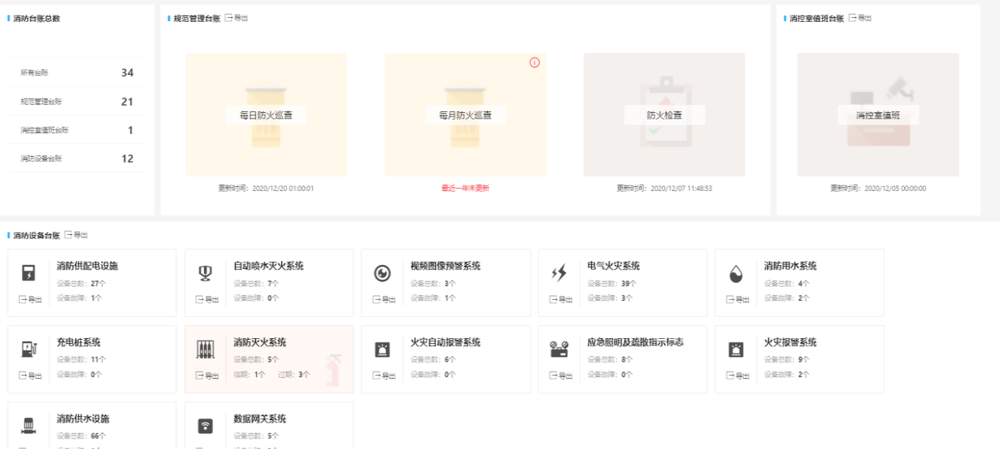 消防台账总数
所有台账 34
规范管理台账 21
消控室值班台账 1
消防设备台账 12
规范管理台账 导出
每日防火巡查
更新时间：2020/12/20 01:00:01
每月防火巡查
最近一年未更新
防火检查
更新时间：2020/12/07 11:48:53
消控室值班台账 导出
消控室值班
更新时间：2020/12/05 00:00:00
消防设备台账 导出
消防供配电设施
设备总数：27个
导出 设备故障：1个
自动喷水灭火系统
设备总数：7个
导出 设备故障：0个
视频图像预警系统
设备总数：3个
导出 设备故障：1个
电气火灾系统
设备总数：39个
导出 设备故障：3个
消防用水系统
设备总数：4个
导出 设备故障：2个
充电桩系统
设备总数：11个
导出 设备故障：0个
消防灭火系统
设备总数：5个
导出 临期：1个 过期：3个
火灾自动报警系统
设备总数：6个
导出 设备故障：0个
应急照明及疏散指示标志
设备总数：8个
导出 设备故障：0个
火灾报警系统
设备总数：9个
导出 设备故障：2个
消防供水设施
设备总数：66个
数据网关系统
设备总数：5个